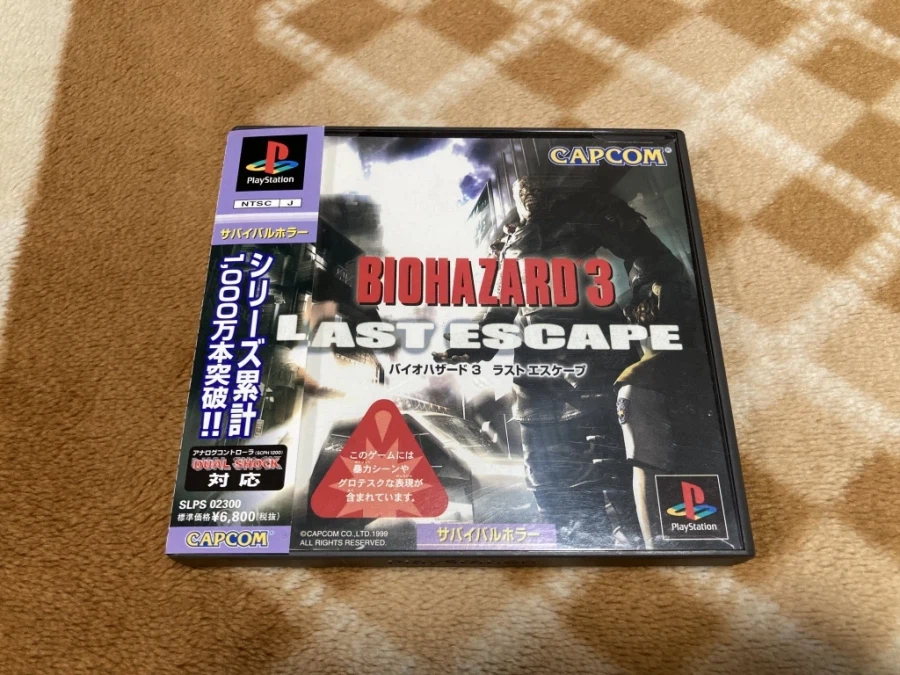 PlayStation
NTSC J
サバイバルホラー
シリーズ累計
1,000万本突破!!
アナログコントローラ(SCPH1200)
DUAL SHOCK
対応
SLPS 02300
標準価格¥6,800(税抜)
CAPCOM
CAPCOM
BIOHAZARD 3
LAST ESCAPE
バイオハザード3 ラスト エスケープ
このゲームには
暴力シーンや
グロテスクな表現が
含まれています。
©CAPCOM CO.,LTD.1999
ALL RIGHTS RESERVED.
サバイバルホラー
PlayStation